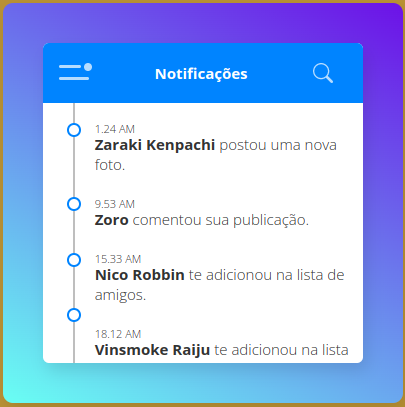 Notificações
1.24 AM
Zaraki Kenpachi postou uma nova
foto.
9.53 AM
Zoro comentou sua publicação.
15.33 AM
Nico Robbin te adicionou na lista de
amigos.
18.12 AM
Vinsmoke Raiju te adicionou na lista